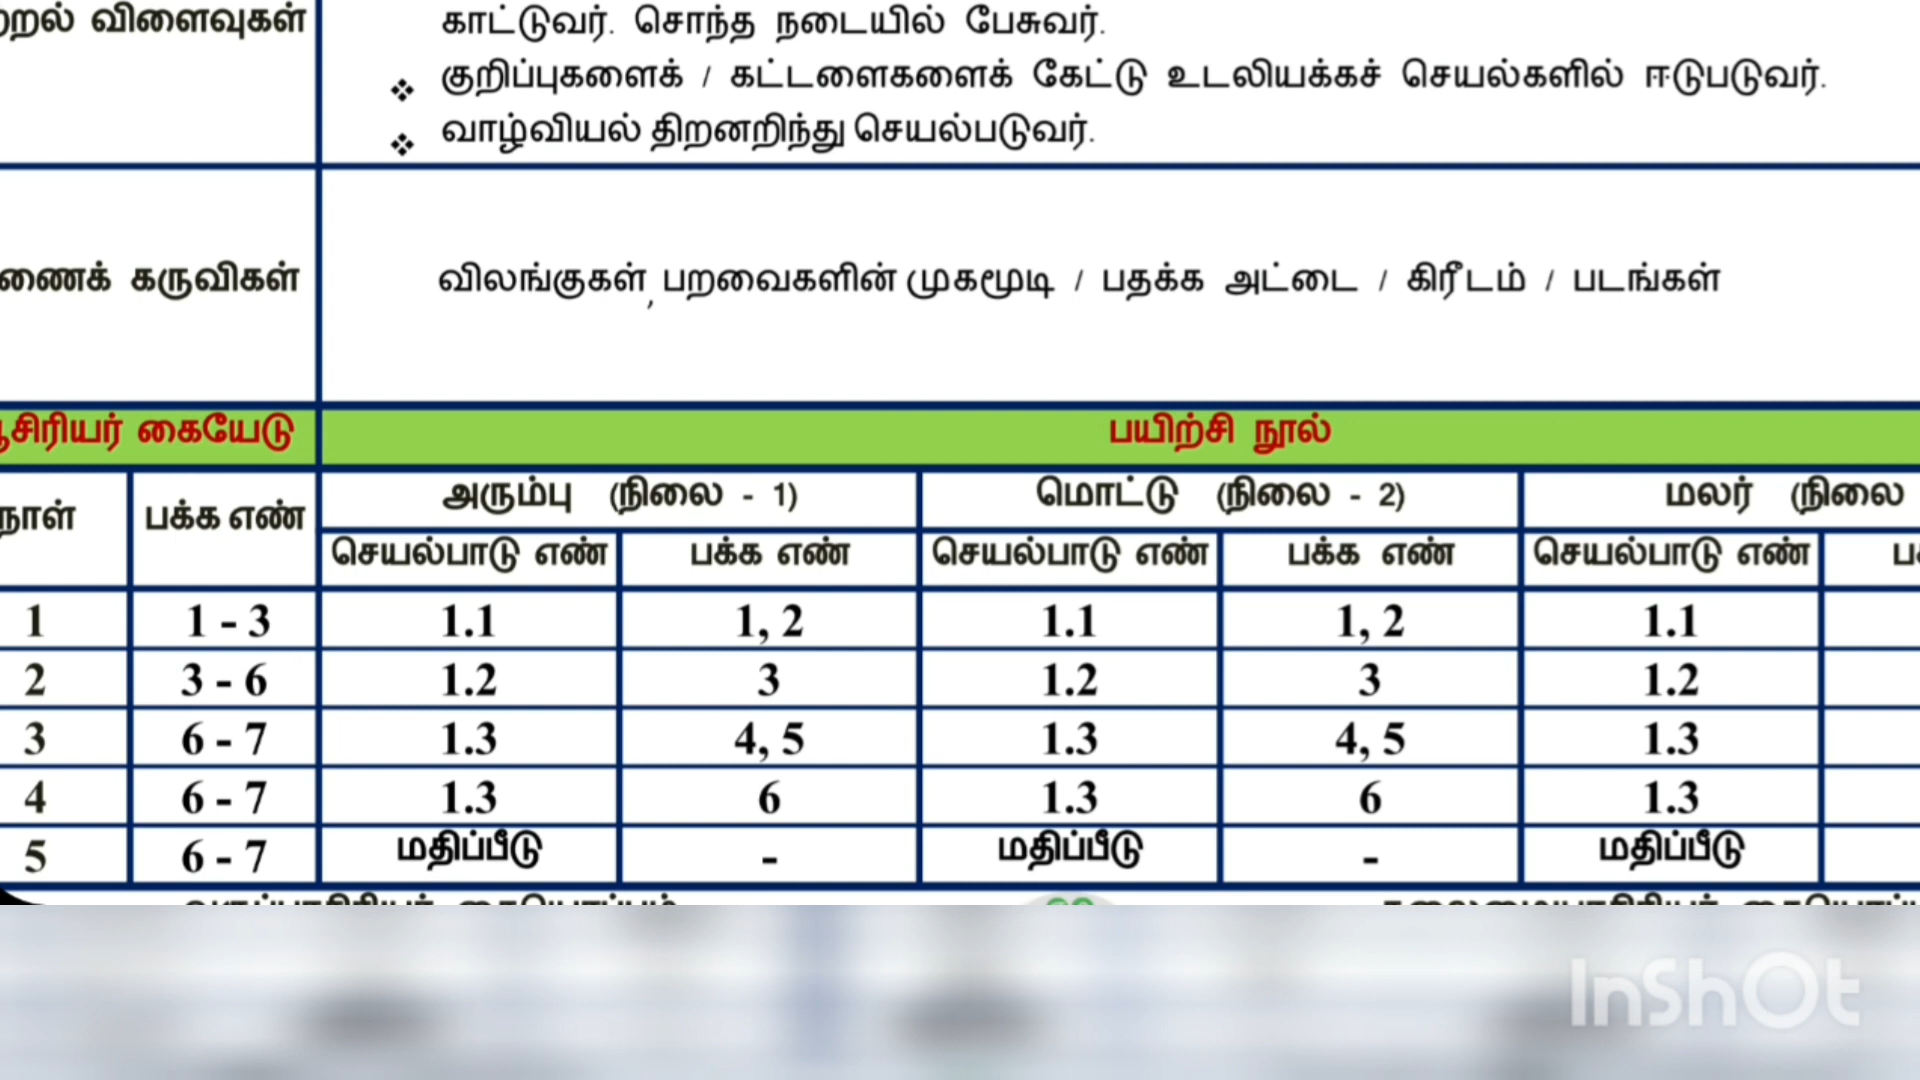 விளைவுகள் காட்டுவர். சொந்த நடையில் பேசுவர்.
❖ குறிப்புகளைக் / கட்டளைகளைக் கேட்டு உடலியக்கச் செயல்களில் ஈடுபடுவர்.
❖ வாழ்வியல் திறனறிந்து செயல்படுவர்.
கருவிகள் விலங்குகள், பறவைகளின் முகமூடி / பதக்க அட்டை / கிரீடம் / படங்கள்
கையேடு பயிற்சி நூல்
அரும்பு (நிலை - 1) மொட்டு (நிலை - 2) மலர் (நிலை
நாள் பக்க எண் செயல்பாடு எண் பக்க எண் செயல்பாடு எண் பக்க எண் செயல்பாடு எண்
1 1 - 3 1.1 1, 2 1.1 1, 2 1.1
2 3 - 6 1.2 3 1.2 3 1.2
3 6 - 7 1.3 4, 5 1.3 4, 5 1.3
4 6 - 7 1.3 6 1.3 6 1.3
5 6 - 7 மதிப்பீடு - மதிப்பீடு - மதிப்பீடு
InShOt